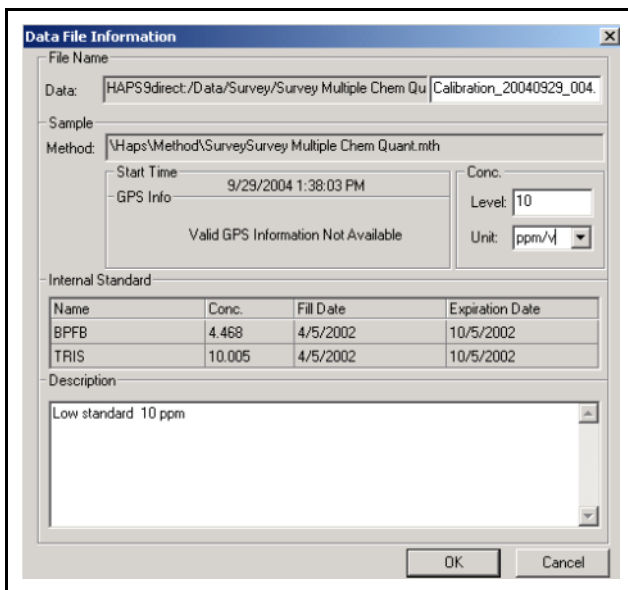 Data File Information
File Name
Data: HAPS9direct:/Data/Survey/Survey Multiple Chem Qu Calibration_20040929_004.
Sample
Method: \Haps\Method\SurveySurvey Multiple Chem Quant.mth
Start Time
9/29/2004 1:38:03 PM
GPS Info
Valid GPS Information Not Available
Conc.
Level: 10
Unit: ppm/v
Internal Standard
Name Conc. Fill Date Expiration Date
BPFB 4.468 4/5/2002 10/5/2002
TRIS 10.005 4/5/2002 10/5/2002
Description
Low standard 10 ppm
OK Cancel